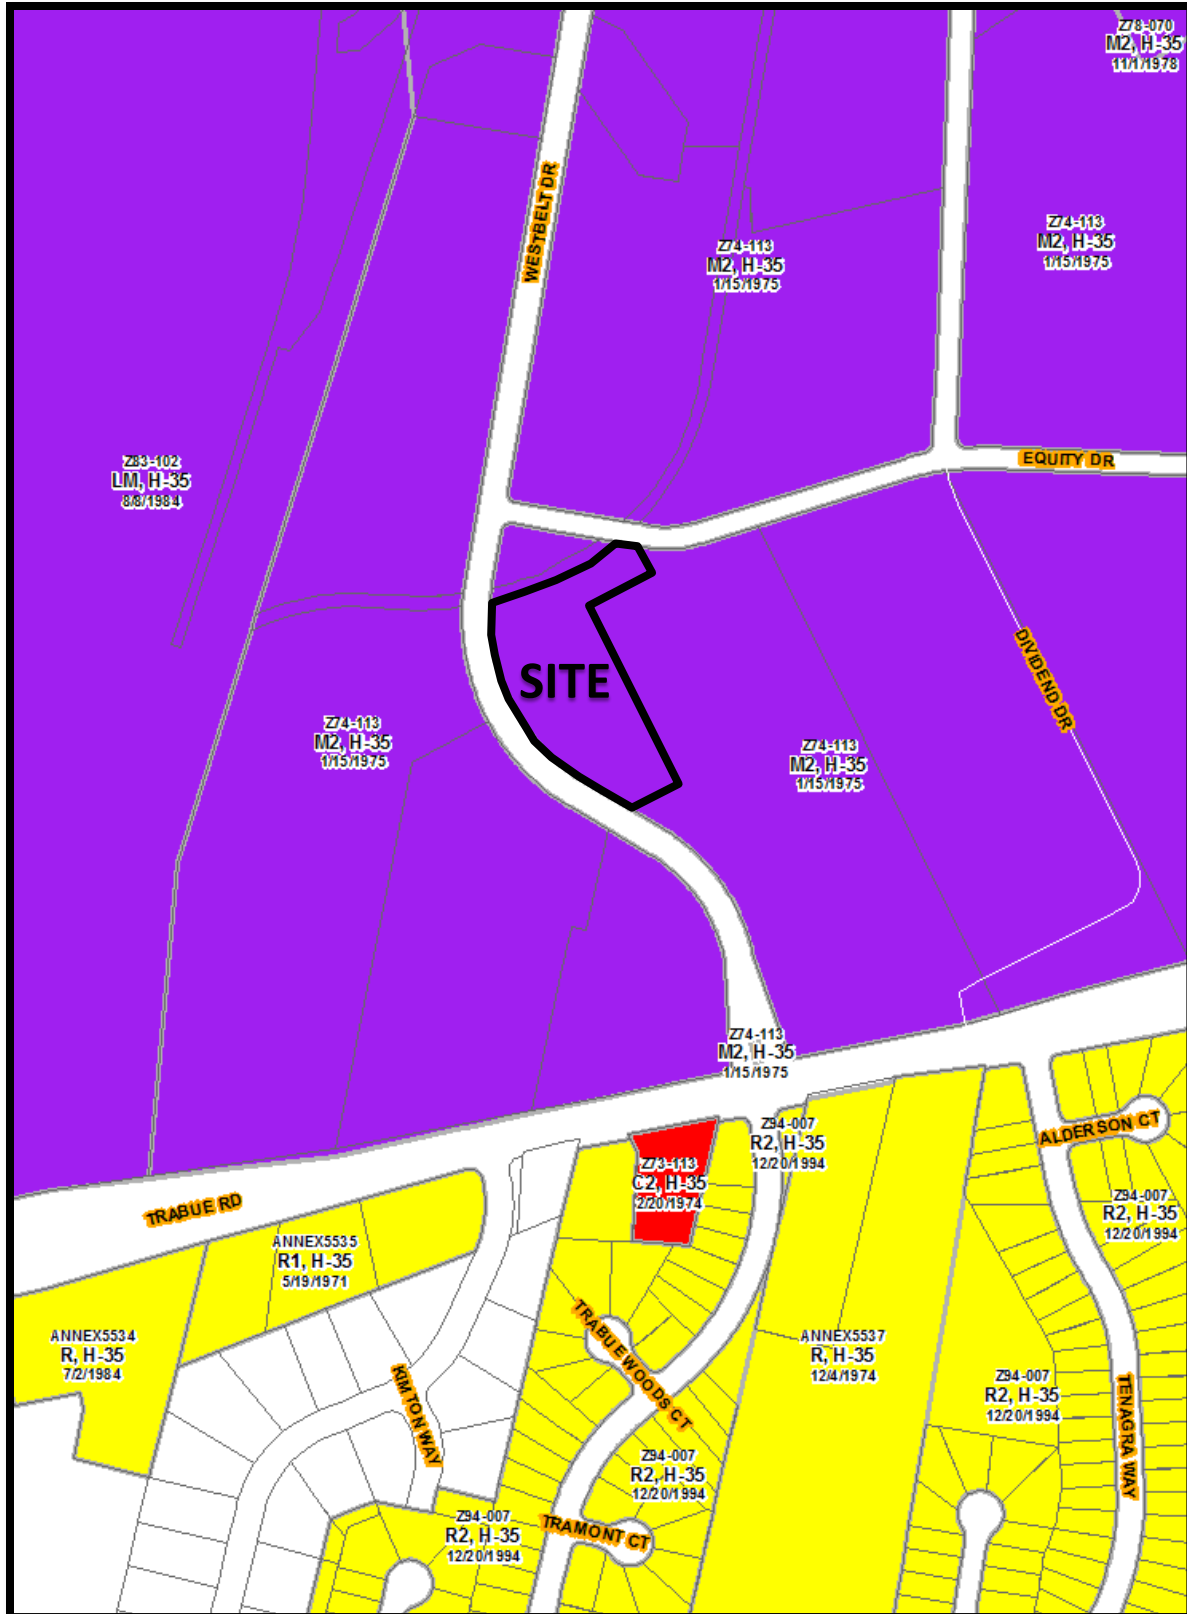 Z78-070
M2, H-35
11/1/1978
WESTBELT DR
Z74-113
M2, H-35
1/15/1975
Z74-113
M2, H-35
1/15/1975
EQUITY DR
Z83-102
LM, H-35
8/8/1984
SITE
DIVIDEND DR
Z74-113
M2, H-35
1/15/1975
Z74-113
M2, H-35
1/15/1975
Z74-113
M2, H-35
1/15/1975
Z94-007
R2, H-35
12/20/1994
ALDERSON CT
Z73-113
C2, H-35
2/20/1974
TRABUE RD
Z94-007
R2, H-35
12/20/1994
ANNEX5535
R1, H-35
5/19/1971
ANNEX5534
R, H-35
7/2/1984
TRABUEWOODS CT
ANNEX5537
R, H-35
12/4/1974
KIMTON WAY
Z94-007
R2, H-35
12/20/1994
TENAGRA WAY
Z94-007
R2, H-35
12/20/1994
Z94-007
R2, H-35
12/20/1994
TRAMONT CT